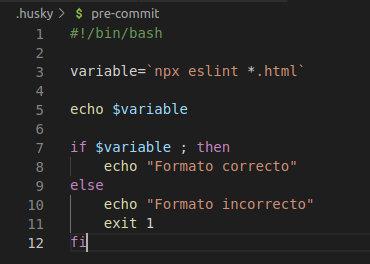 .husky > $ pre-commit
1 #!/bin/bash
2
3 variable=`npx eslint *.html`
4
5 echo $variable
6
7 if $variable ; then
8     echo "Formato correcto"
9 else
10     echo "Formato incorrecto"
11     exit 1
12 fi